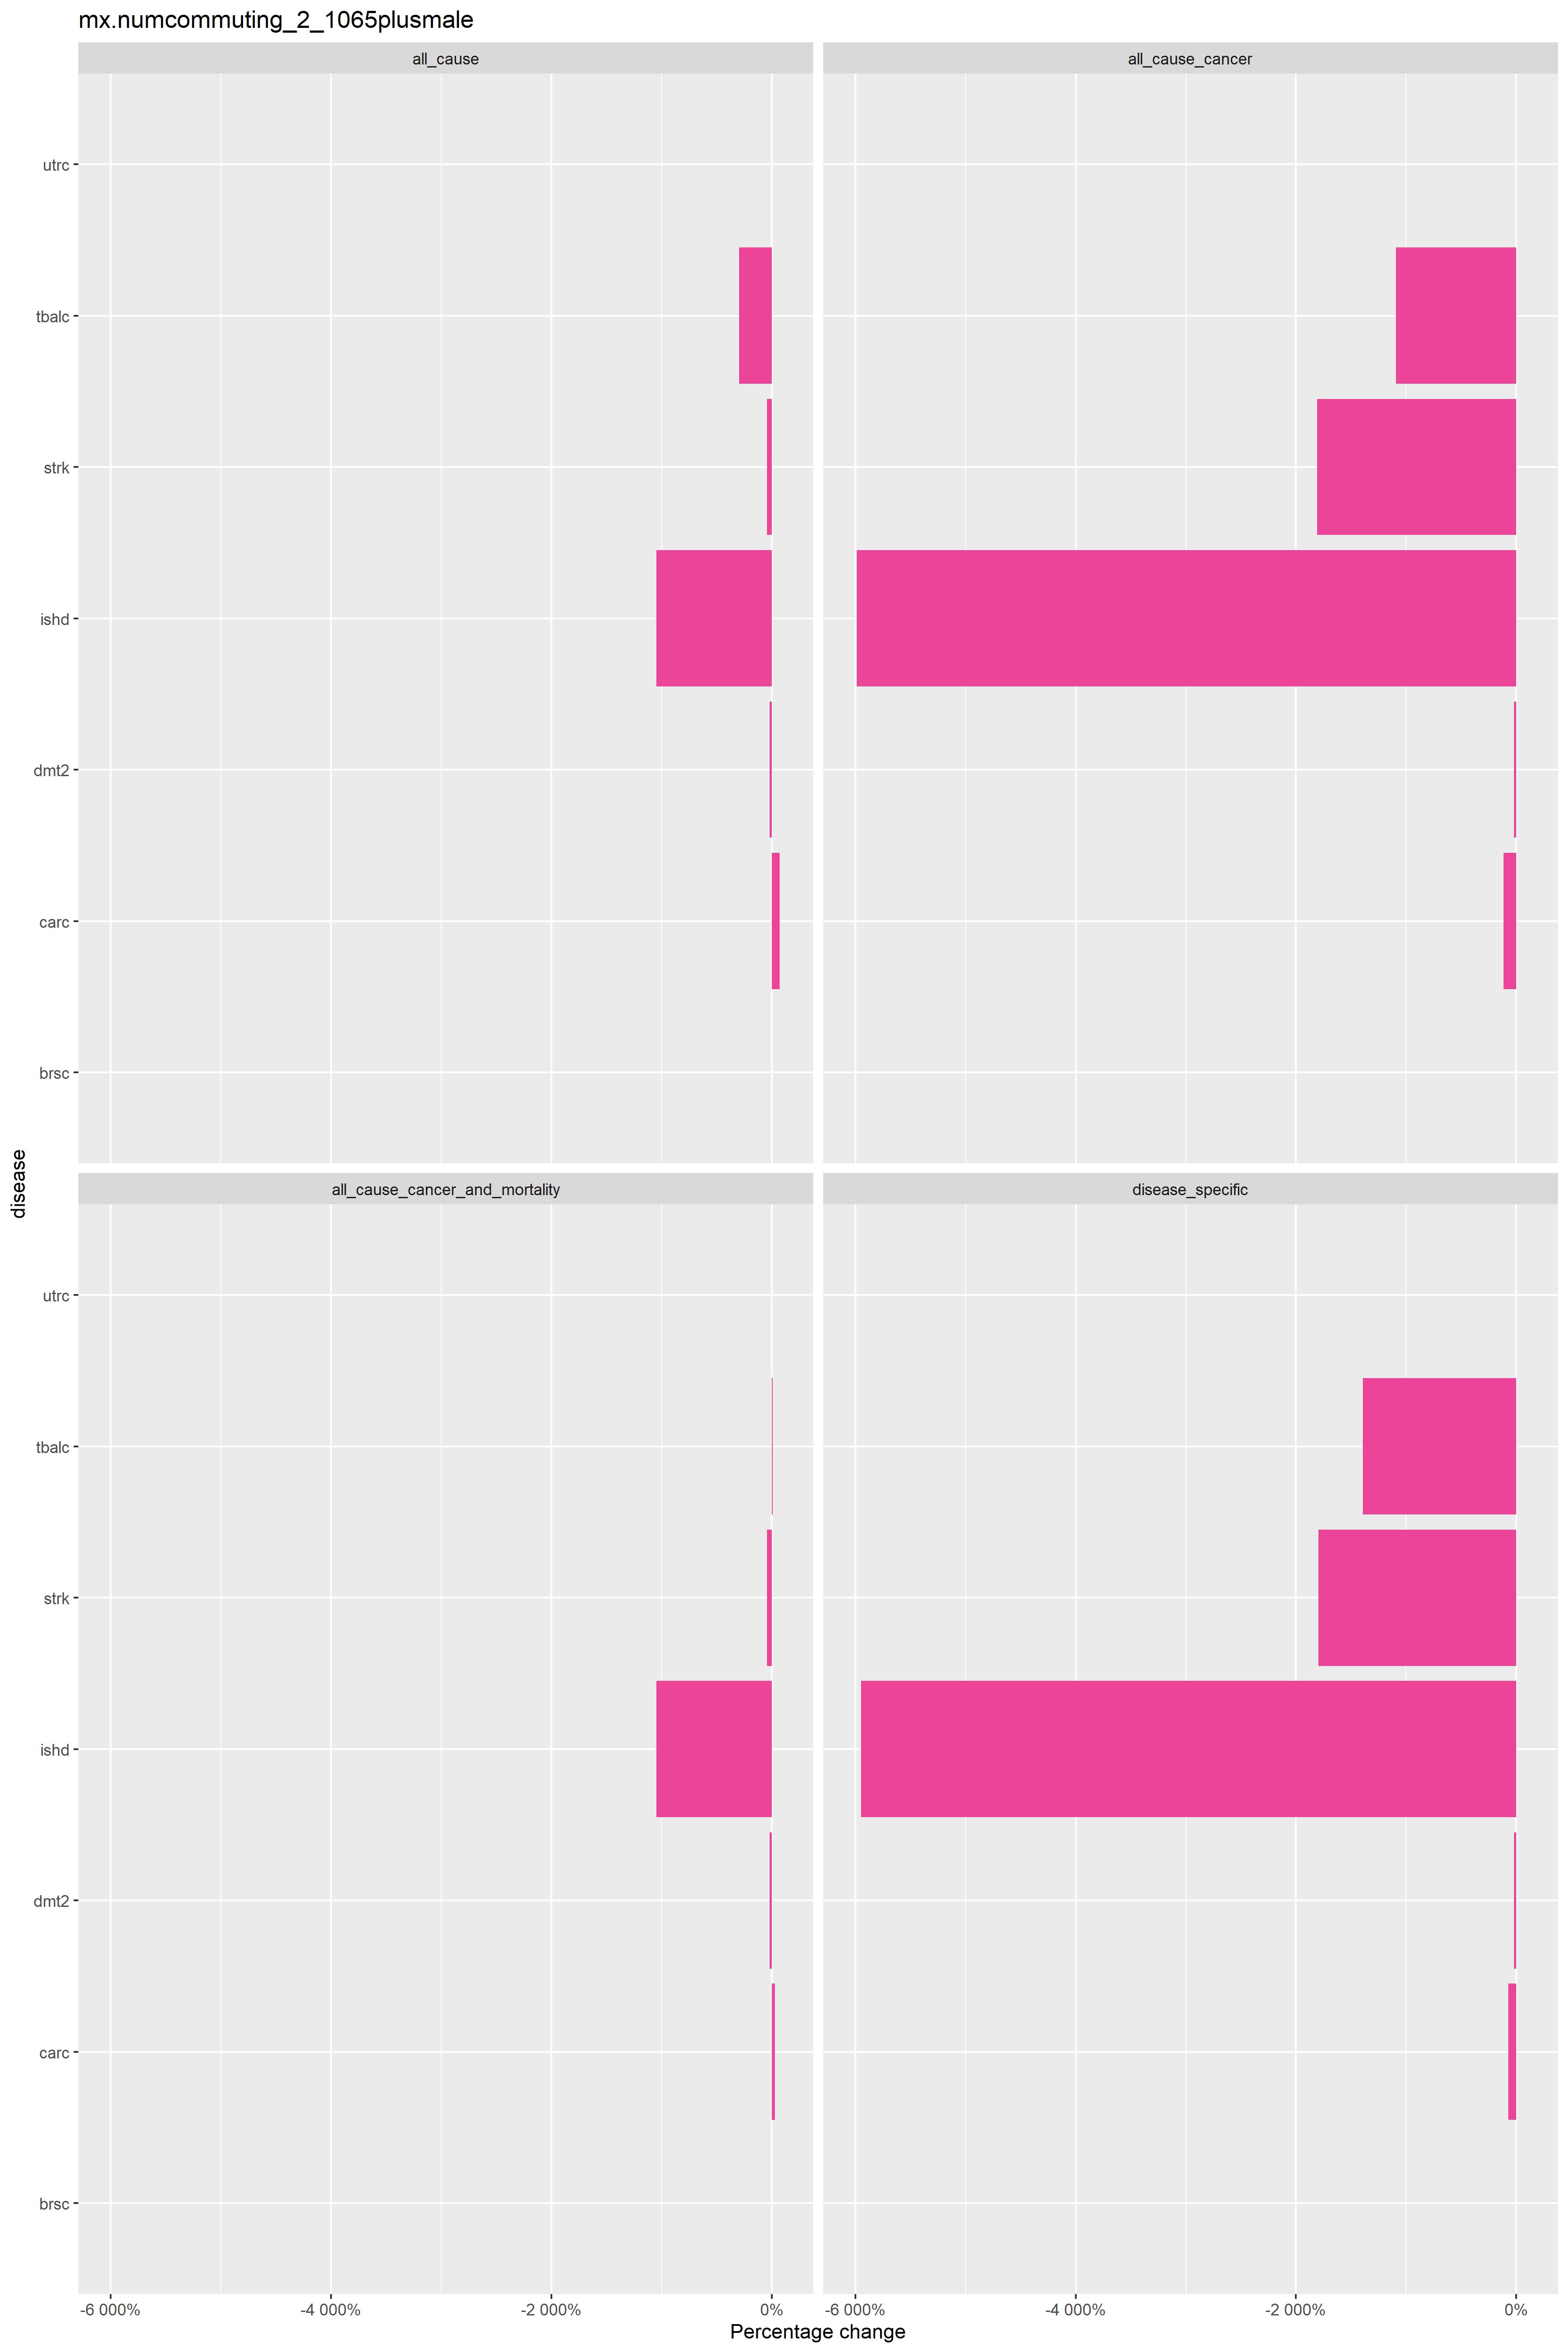 mx.numcommuting_2_1065plusmale
all_cause
all_cause_cancer
utrc
tbalc
strk
ishd
dmt2
carc
brsc
disease
all_cause_cancer_and_mortality
disease_specific
utrc
tbalc
strk
ishd
dmt2
carc
brsc
-6 000%
-4 000%
-2 000%
0%
-6 000%
-4 000%
-2 000%
0%
Percentage change